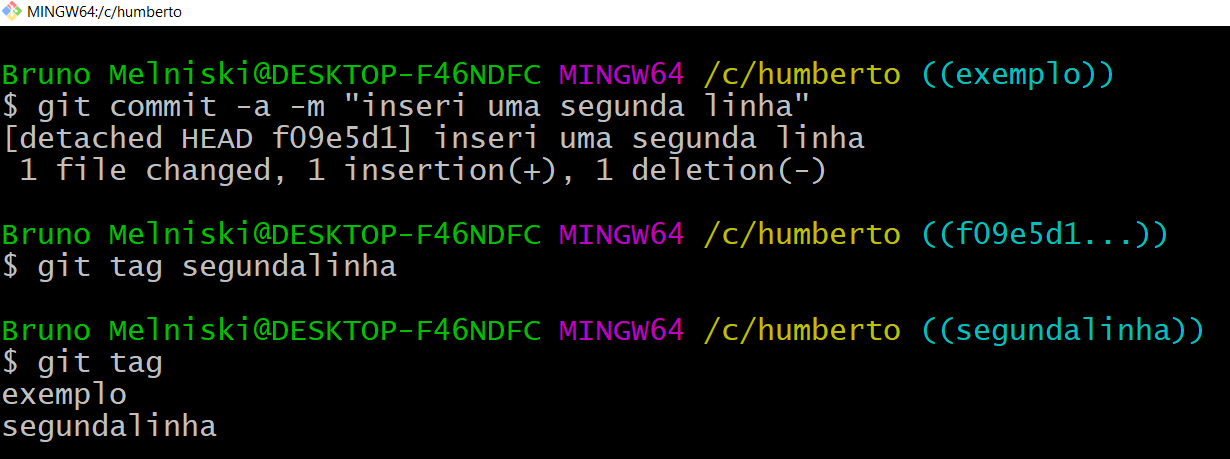 MINGW64:/c/humberto
Bruno Melniski@DESKTOP-F46NDFC MINGW64 /c/humberto ((exemplo))
$ git commit -a -m "inseri uma segunda linha"
[detached HEAD f09e5d1] inseri uma segunda linha
 1 file changed, 1 insertion(+), 1 deletion(-)
Bruno Melniski@DESKTOP-F46NDFC MINGW64 /c/humberto ((f09e5d1...))
$ git tag segundalinha
Bruno Melniski@DESKTOP-F46NDFC MINGW64 /c/humberto ((segundalinha))
$ git tag
exemplo
segundalinha